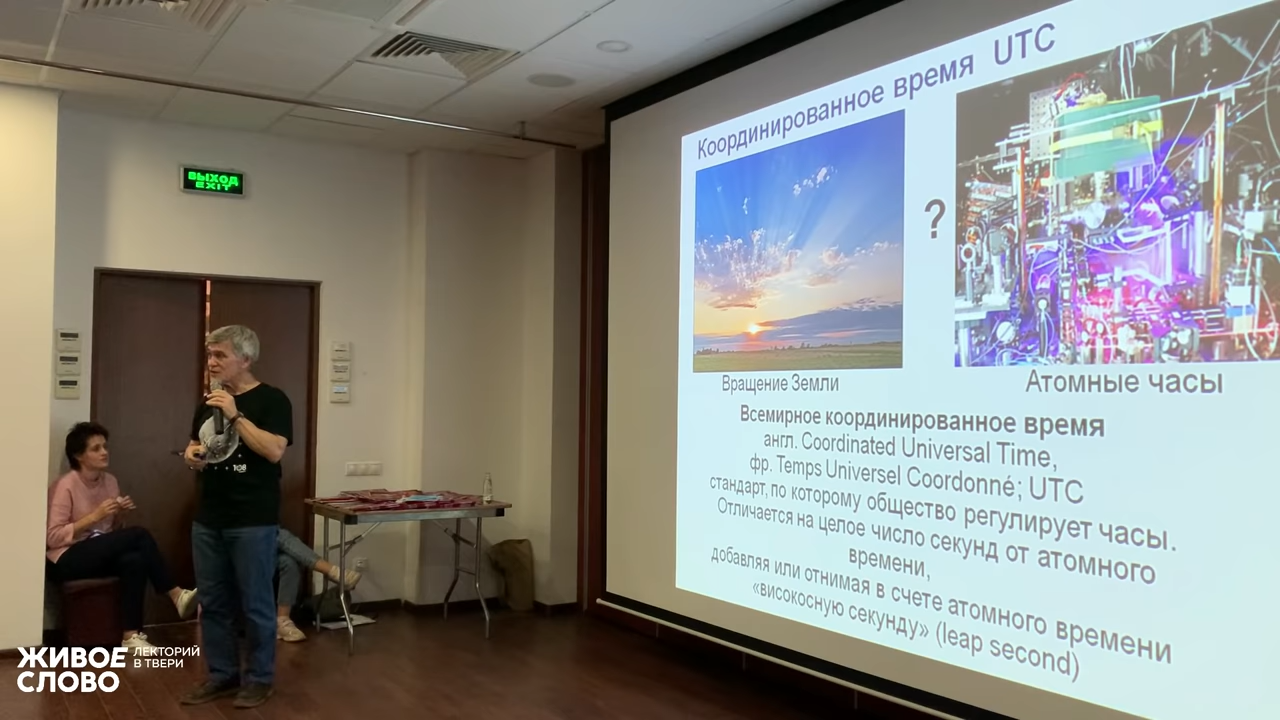 Координированное время UTC
?
Вращение Земли
Атомные часы
Всемирное координированное время
англ. Coordinated Universal Time,
фр. Temps Universel Coordonné; UTC
стандарт, по которому общество регулирует часы.
Отличается на целое число секунд от атомного
времени,
добавляя или отнимая в счете атомного времени
«високосную секунду» (leap second)
ВЫХОД
EXIT
108
ЖИВОЕ
СЛОВО
ЛЕКТОРИЙ
В ТВЕРИ